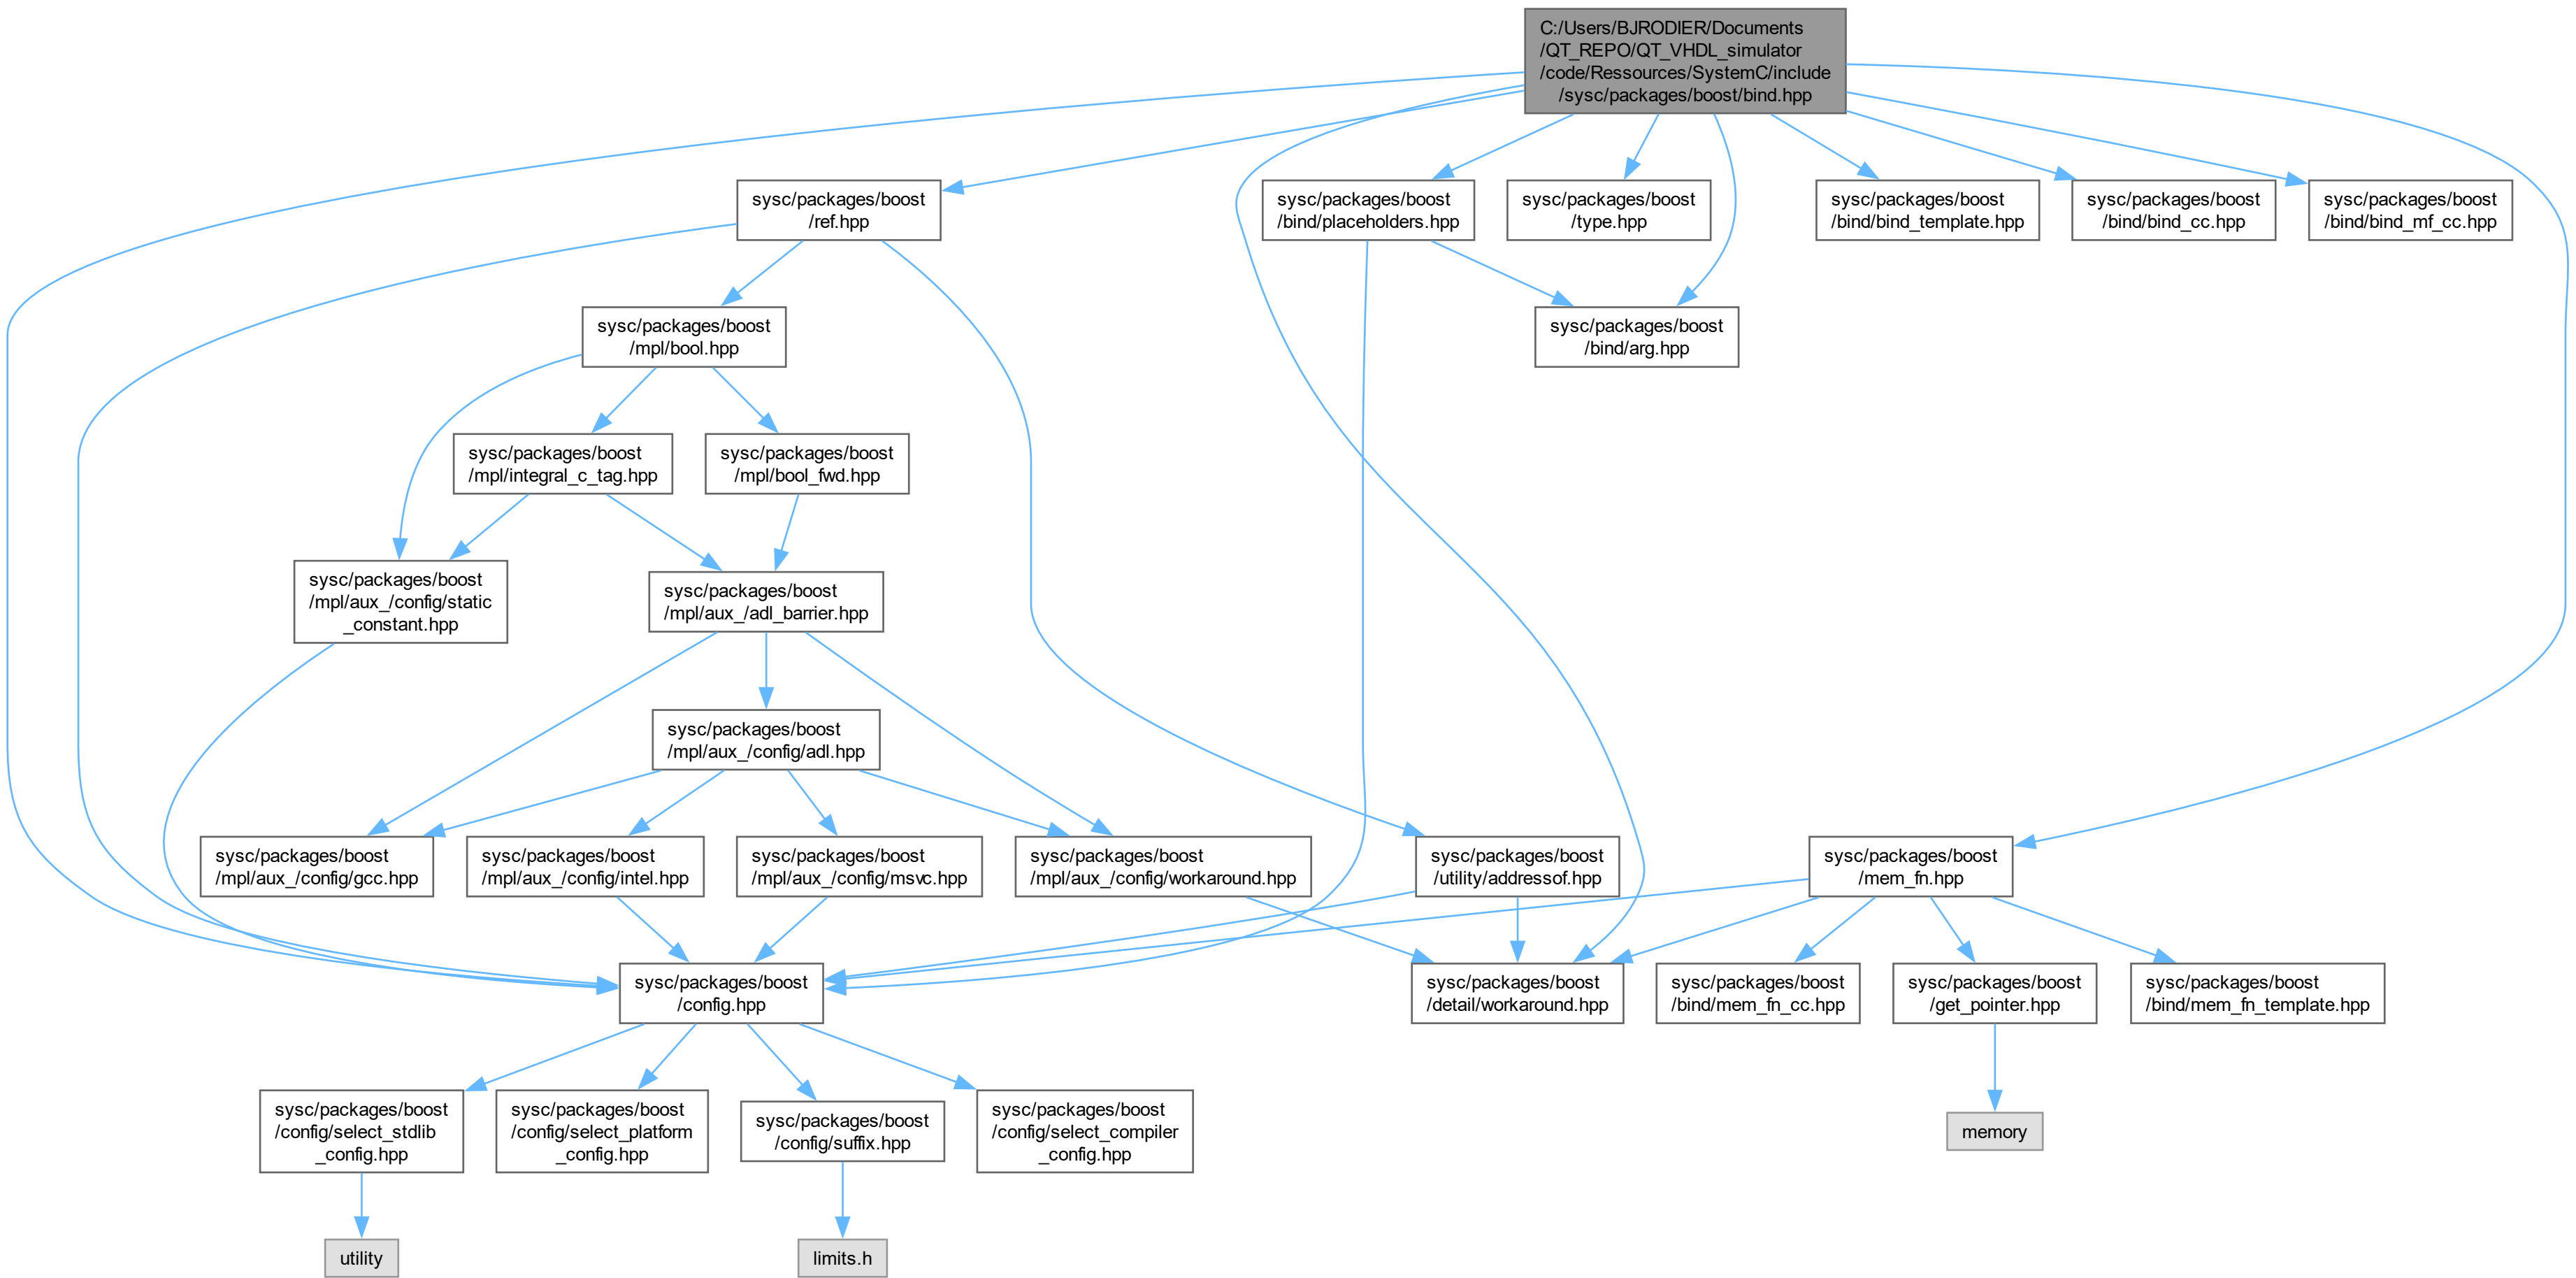 C:/Users/BJRODIER/Documents
/QT_REPO/QT_VHDL_simulator
/code/Ressources/SystemC/include
/sysc/packages/boost/bind.hpp
sysc/packages/boost
/ref.hpp
sysc/packages/boost
/bind/placeholders.hpp
sysc/packages/boost
/type.hpp
sysc/packages/boost
/bind/bind_template.hpp
sysc/packages/boost
/bind/bind_cc.hpp
sysc/packages/boost
/bind/bind_mf_cc.hpp
sysc/packages/boost
/mpl/bool.hpp
sysc/packages/boost
/bind/arg.hpp
sysc/packages/boost
/mpl/integral_c_tag.hpp
sysc/packages/boost
/mpl/bool_fwd.hpp
sysc/packages/boost
/mpl/aux_/config/static
_constant.hpp
sysc/packages/boost
/mpl/aux_/adl_barrier.hpp
sysc/packages/boost
/mpl/aux_/config/adl.hpp
sysc/packages/boost
/mpl/aux_/config/gcc.hpp
sysc/packages/boost
/mpl/aux_/config/intel.hpp
sysc/packages/boost
/mpl/aux_/config/msvc.hpp
sysc/packages/boost
/mpl/aux_/config/workaround.hpp
sysc/packages/boost
/utility/addressof.hpp
sysc/packages/boost
/mem_fn.hpp
sysc/packages/boost
/config.hpp
sysc/packages/boost
/detail/workaround.hpp
sysc/packages/boost
/bind/mem_fn_cc.hpp
sysc/packages/boost
/get_pointer.hpp
sysc/packages/boost
/bind/mem_fn_template.hpp
sysc/packages/boost
/config/select_stdlib
_config.hpp
sysc/packages/boost
/config/select_platform
_config.hpp
sysc/packages/boost
/config/suffix.hpp
sysc/packages/boost
/config/select_compiler
_config.hpp
memory
utility
limits.h